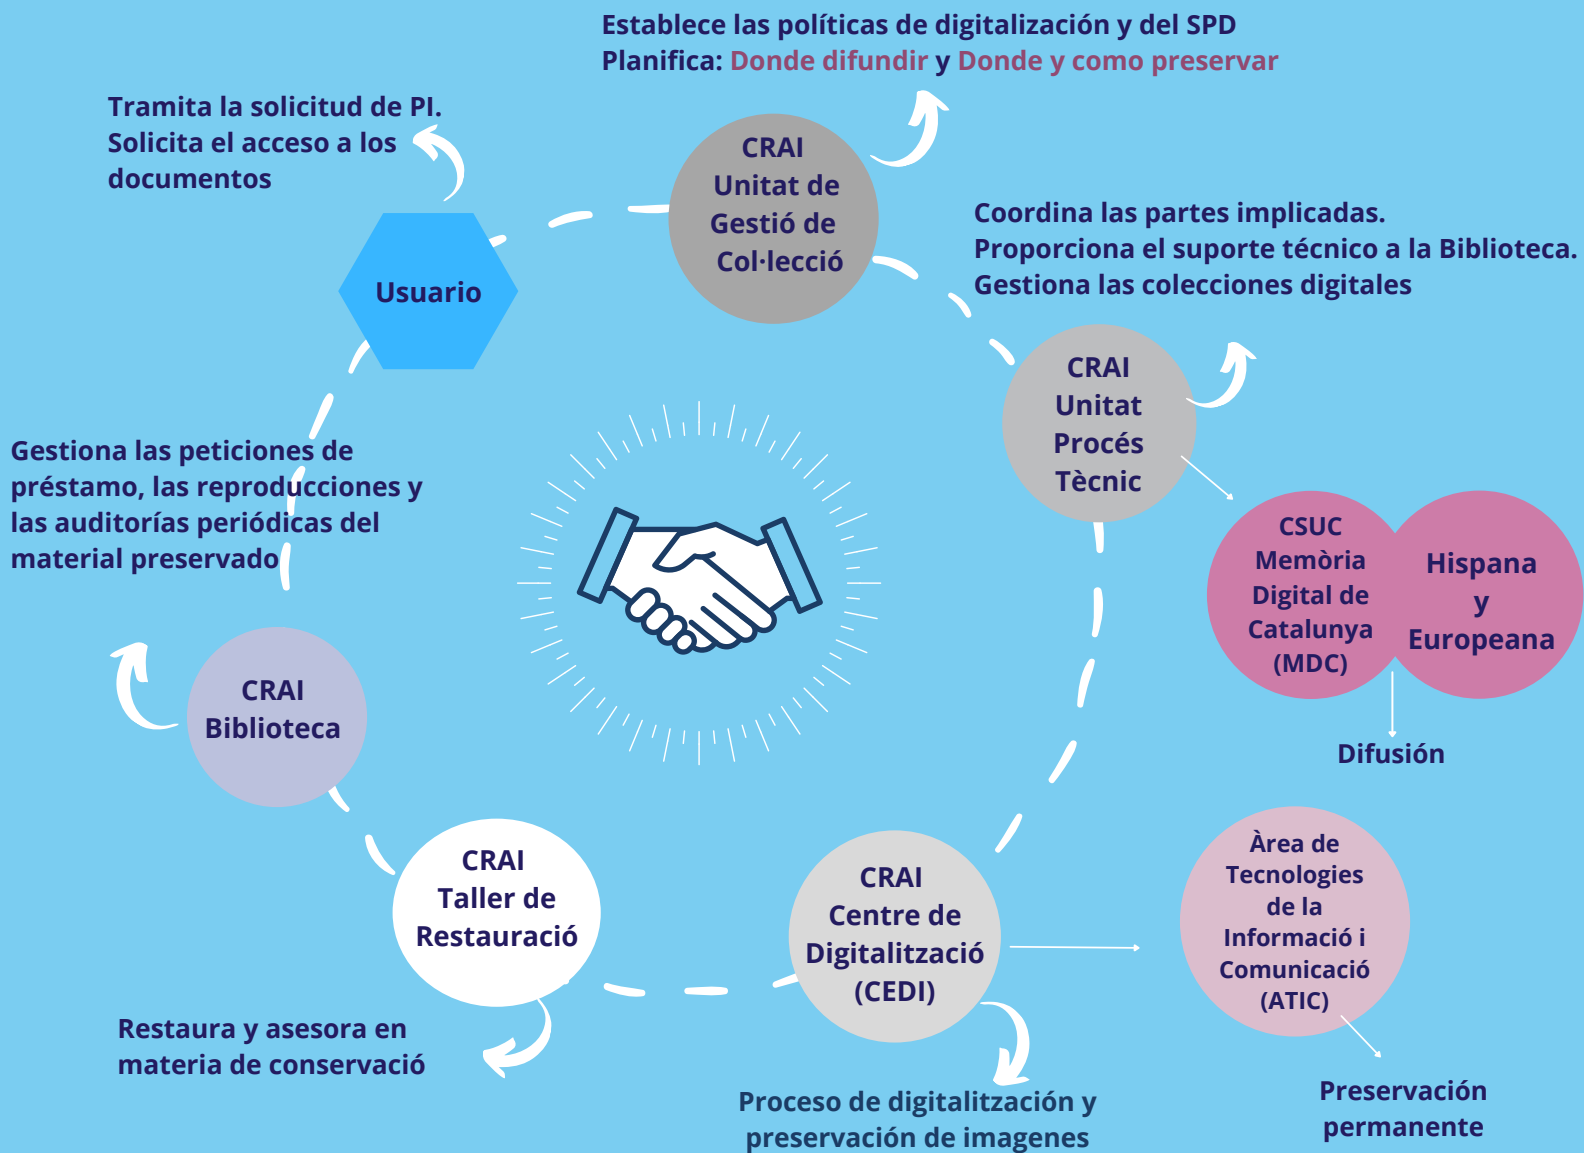 Establece las políticas de digitalización y del SPD
Planifica: Donde difundir y Donde y como preservar
Tramita la solicitud de PI.
Solicita el acceso a los
documentos
CRAI
Unitat de
Gestió de
Col·lecció
Usuario
Coordina las partes implicadas.
Proporciona el suporte técnico a la Biblioteca.
Gestiona las colecciones digitales
CRAI
Unitat
Procés
Tècnic
Gestiona las peticiones de
préstamo, las reproducciones y
las auditorías periódicas del
material preservado
CSUC
Memòria
Digital de
Catalunya
(MDC)
Hispana
y
Europeana
Difusión
CRAI
Biblioteca
CRAI
Taller de
Restauració
CRAI
Centre de
Digitalització
(CEDI)
Àrea de
Tecnologies
de la
Informació i
Comunicació
(ATIC)
Restaura y asesora en
materia de conservació
Proceso de digitalitzación y
preservación de imagenes
Preservación
permanente